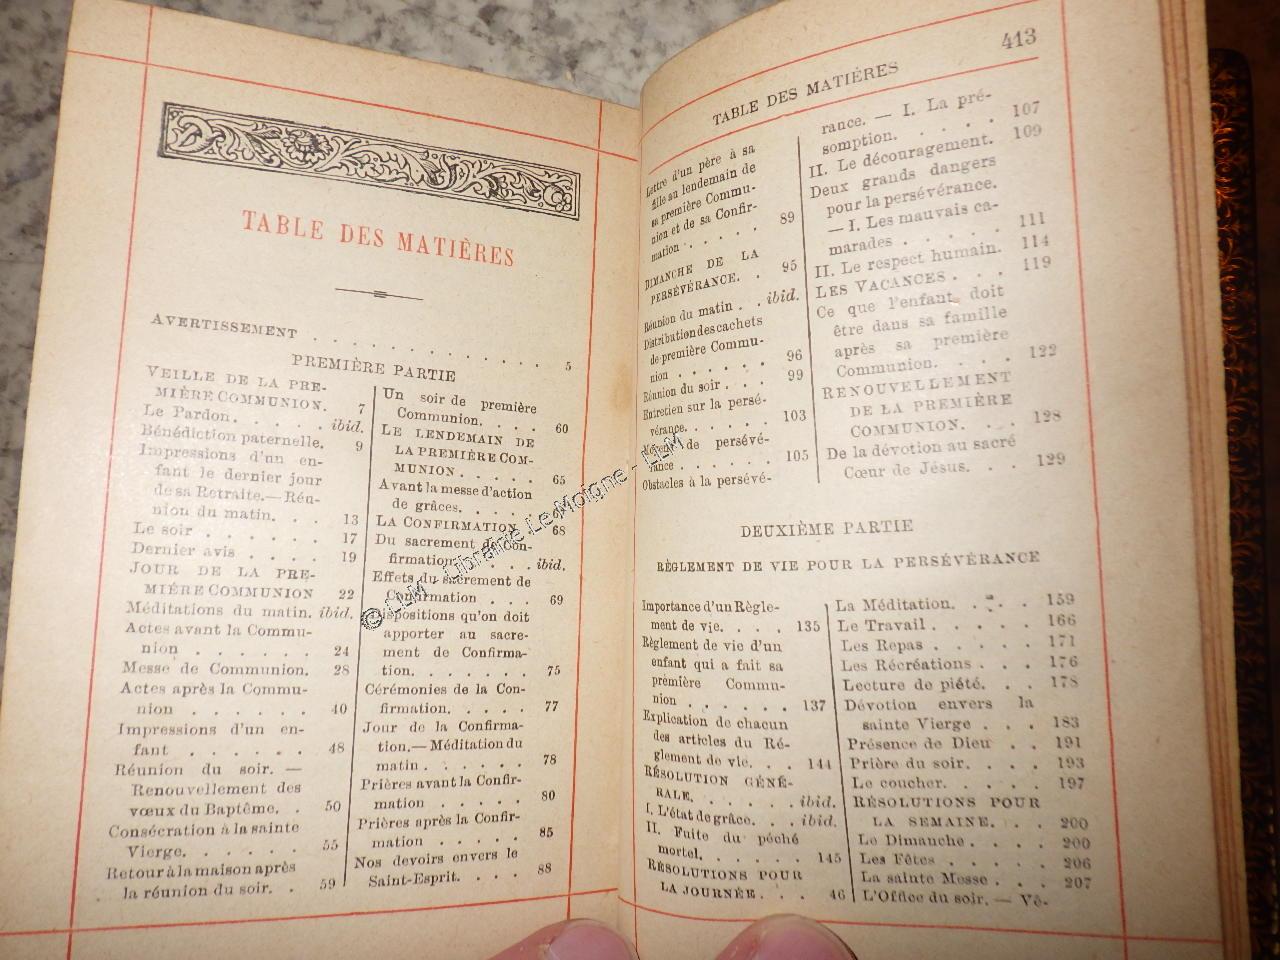 TABLE DES MATIÈRES
AVERTISSEMENT . . . . . . . . . . . . 5
PREMIÈRE PARTIE
VEILLE DE LA PRE-
MIÈRE COMMUNION. 7
Le Pardon. . . . . . ibid.
Bénédiction paternelle. 9
Impressions d'un en-
fant le dernier jour
de sa Retraite.— Réu-
nion du matin. . . 13
Le soir . . . . . . 17
Dernier avis . . . . 19
JOUR DE LA PRE-
MIÈRE COMMUNION 22
Méditations du matin. ibid.
Actes avant la Commu-
nion . . . . . . 24
Messe de Communion. 28
Actes après la Commu-
nion . . . . . . 40
Impressions d'un en-
fant . . . . . . 48
Réunion du soir. —
Renouvellement des
vœux du Baptême. . 50
Consécration à la sainte
Vierge. . . . . . 55
Retour à la maison après
la réunion du soir. . 59
Un soir de première
Communion. . . . 60
LE LENDEMAIN DE
LA PREMIÈRE COM-
MUNION . . . . . 65
Avant la messe d'action
de grâces. . . .
LA CONFIRMATION . 68
Du sacrement de Con-
firmation. . . . . ibid.
Effets du sacrement de
Confirmation . . . 69
Dispositions qu'on doit
apporter au sacre-
ment de Confirma-
tion. . . . . . . 75
Cérémonies de la Con-
firmation. . . . . 77
Jour de la Confirma-
tion.— Méditation du
matin . . . . . . 78
Prières avant la Confir-
mation . . . . . 80
Prières après la Confir-
mation . . . . . 85
Nos devoirs envers le
Saint-Esprit. . . . 88
© LLM - Librairie Le Moigne - LLM
TABLE DES MATIÈRES 413
Lettre d'un père à sa
fille au lendemain de
sa première Commu-
nion et de sa Confir-
mation . . . . . . 89
DIMANCHE DE LA
PERSÉVÉRANCE. . 95
Réunion du matin . . ibid.
Distribution des cachets
de première Commu-
nion . . . . . . . 96
Réunion du soir . . . 99
Entretien sur la persé-
vérance. . . . . . 103
Moyens de persévé-
rance . . . . . . 105
Obstacles à la persévé-
rance. — I. La pré-
somption. . . . . . 107
II. Le découragement. 109
Deux grands dangers
pour la persévérance.
— I. Les mauvais ca-
marades . . . . . 111
II. Le respect humain. 114
LES VACANCES . . . 119
Ce que l'enfant doit
être dans sa famille
après sa première
Communion. . . . 122
RENOUVELLEMENT
DE LA PREMIÈRE
COMMUNION. . . . 128
De la dévotion au sacré
Cœur de Jésus. . . 129
DEUXIÈME PARTIE
RÈGLEMENT DE VIE POUR LA PERSÉVÉRANCE
Importance d'un Règle-
ment de vie. . . . 135
Règlement de vie d'un
enfant qui a fait sa
première Commu-
nion . . . . . . 137
Explication de chacun
des articles du Rè-
glement de vie. . . 144
RÉSOLUTION GÉNÉ-
RALE. . . . . . . ibid.
I. L'état de grâce. . . ibid.
II. Fuite du péché
mortel. . . . . . 145
RÉSOLUTIONS POUR
LA JOURNÉE . . . 46
La Méditation. . . . 159
Le Travail . . . . . 166
Les Repas . . . . . 171
Les Récréations . . . 176
Lecture de piété. . . 178
Dévotion envers la
sainte Vierge . . . 183
Présence de Dieu . . 191
Prière du soir. . . . 193
Le coucher. . . . . 197
RÉSOLUTIONS POUR
LA SEMAINE. . . . 200
Le Dimanche . . . . 200
Les Fêtes . . . . . 206
La sainte Messe . . . 207
L'Office du soir. — Vê-